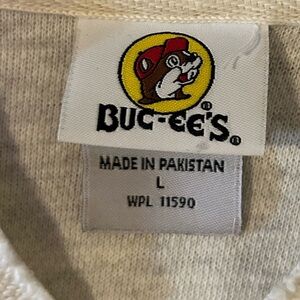 BUC-EE'S®
MADE IN PAKISTAN
L
WPL 11590